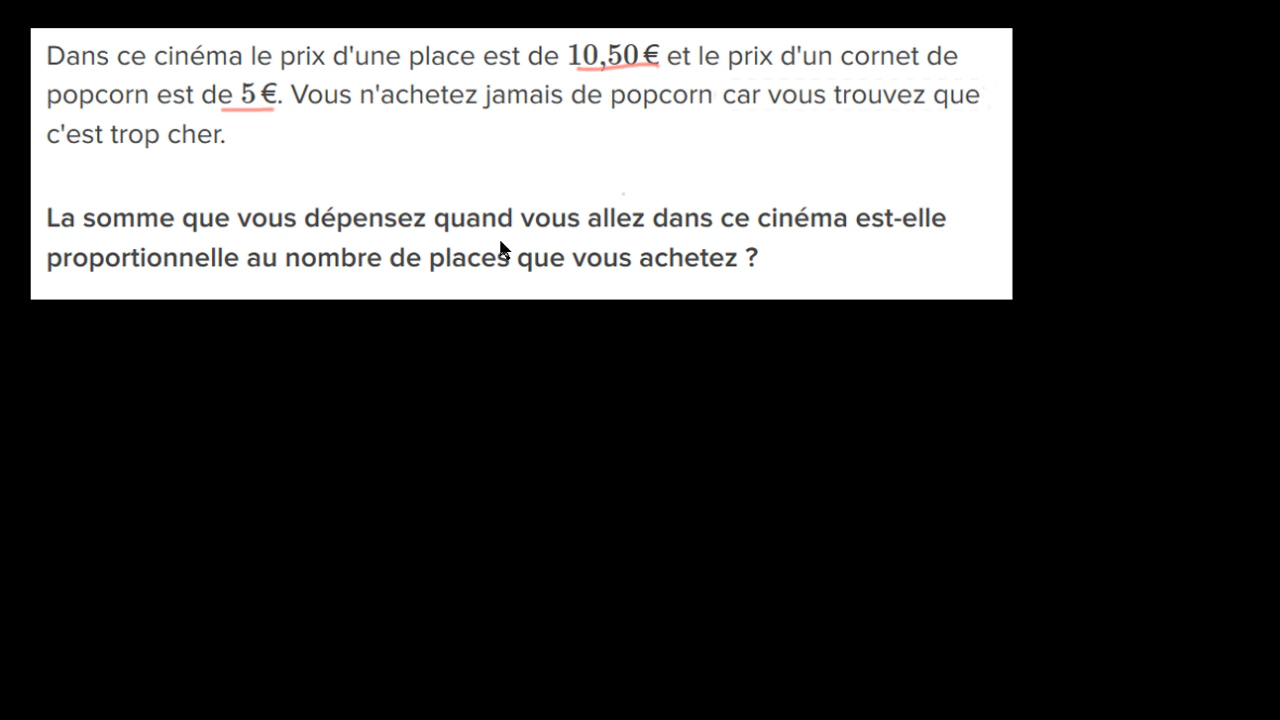 Dans ce cinéma le prix d'une place est de 10,50 € et le prix d'un cornet de
popcorn est de 5 €. Vous n'achetez jamais de popcorn car vous trouvez que
c'est trop cher.
La somme que vous dépensez quand vous allez dans ce cinéma est-elle
proportionnelle au nombre de places que vous achetez ?